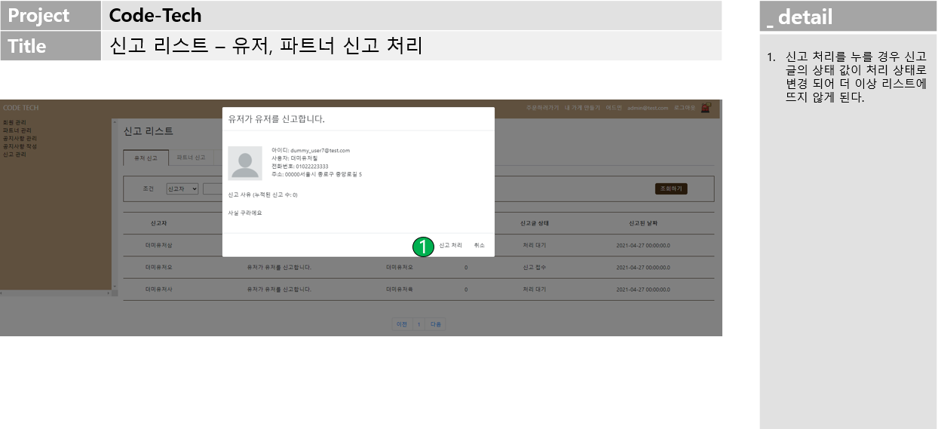 Project
Code-Tech
Title
신고 리스트 – 유저, 파트너 신고 처리
_ detail
1. 신고 처리를 누를 경우 신고
글의 상태 값이 처리 상태로
변경 되어 더 이상 리스트에
뜨지 않게 된다.
CODE TECH
주유하러가기 내 가게 만들기 어드민 admin@test.com 로그아웃
회원 관리
파트너 관리
공지사항 관리
공지사항 작성
신고 관리
신고 리스트
유저 신고
파트너 신고
조건
신고자
조회하기
신고자
신고글 상태
신고된 날짜
처리 대기
2021-04-27 00:00:00.0
더미유저요
유저가 유저를 신고합니다.
더미유저요
0
신고 접수
2021-04-27 00:00:00.0
더미유저사
유저가 유저를 신고합니다.
더미유저육
0
처리 대기
2021-04-27 00:00:00.0
이전
1
다음
유저가 유저를 신고합니다.
아이디: dummy_user7@test.com
사용자: 더미유저칠
전화번호: 01022223333
주소: 00000서울시 종로구 중앙로길 5
신고 사유 (누적된 신고 수: 0)
사실 구라에요
1
신고 처리
취소